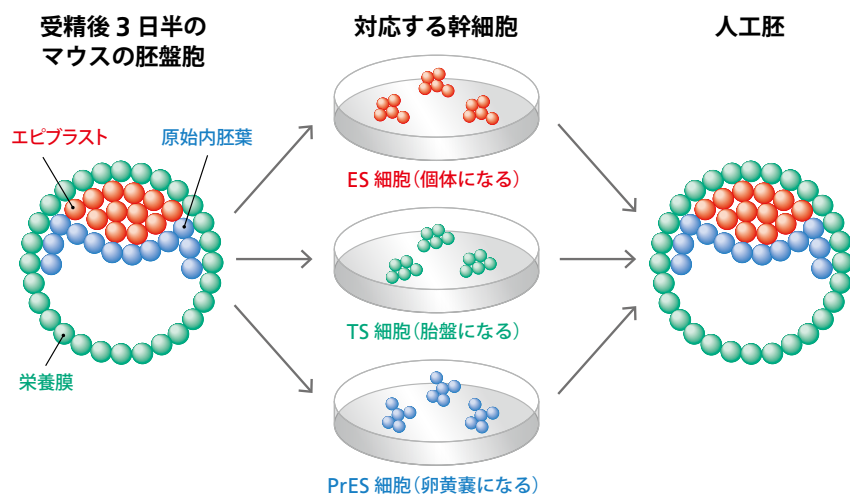 受精後 3 日半の
マウスの胚盤胞
対応する幹細胞
人工胚
エピブラスト
原始内胚葉
栄養膜
ES 細胞（個体になる）
TS 細胞（胎盤になる）
PrES 細胞（卵黄嚢になる）